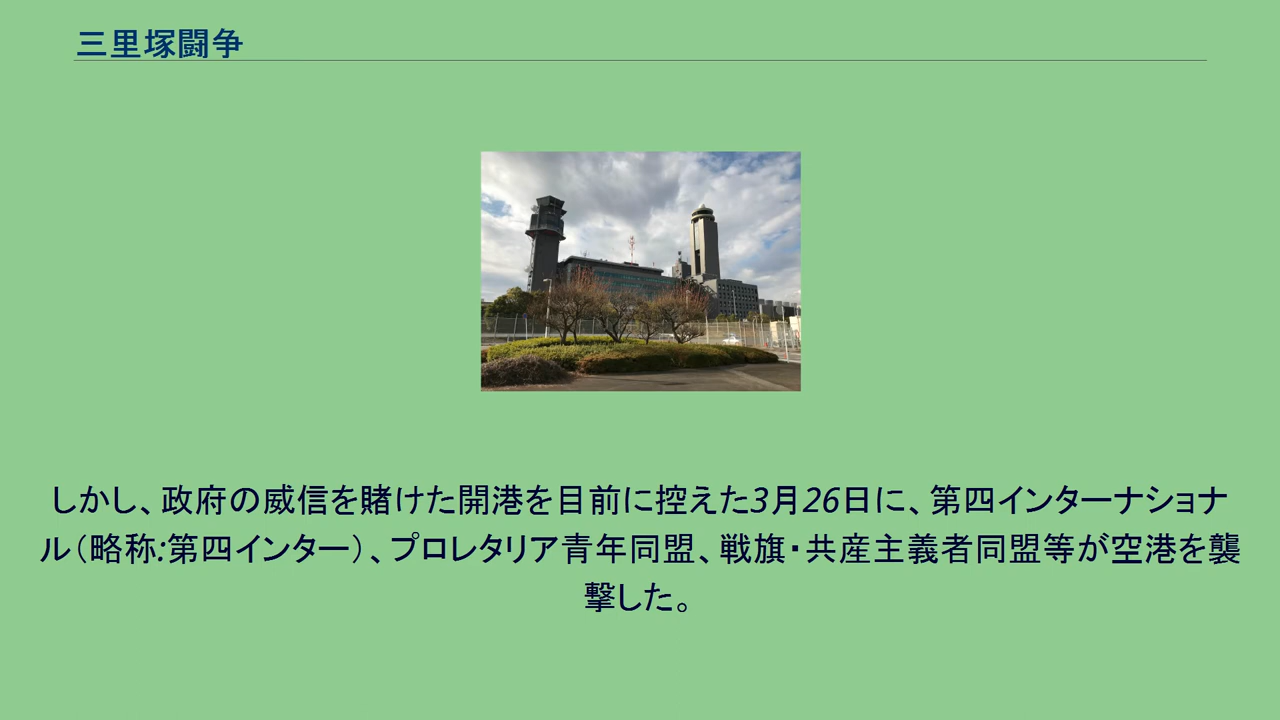 三里塚闘争
しかし、政府の威信を賭けた開港を目前に控えた3月26日に、第四インターナショナ
ル（略称:第四インター）、プロレタリア青年同盟、戦旗・共産主義者同盟等が空港を襲
撃した。